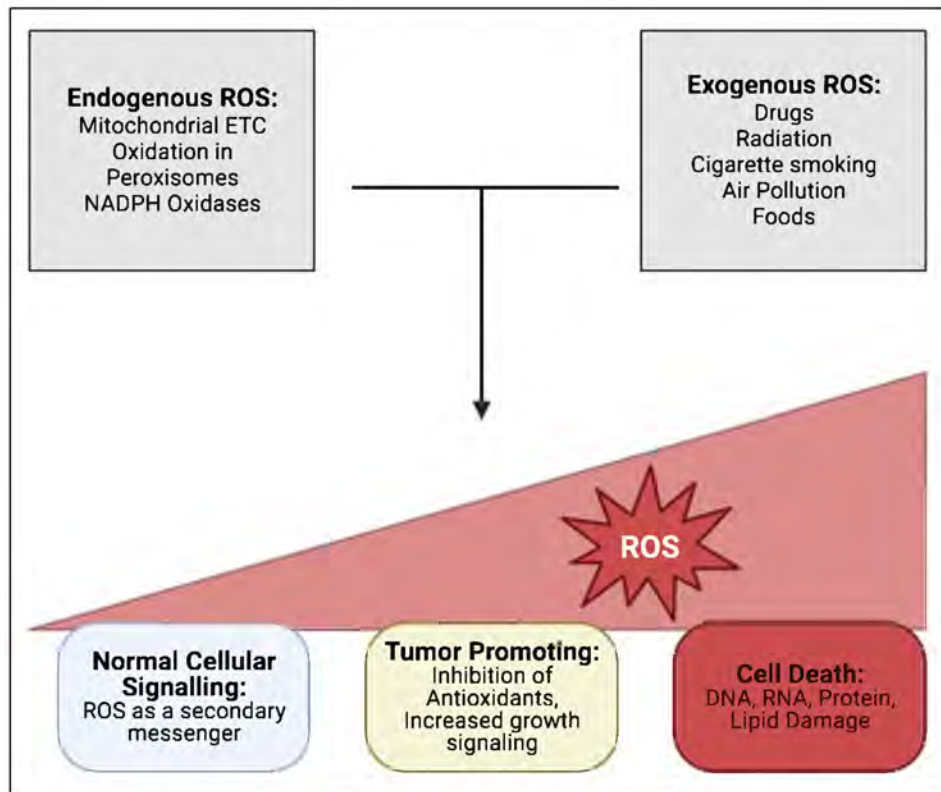 Endogenous ROS:
Mitochondrial ETC
Oxidation in
Peroxisomes
NADPH Oxidases
Exogenous ROS:
Drugs
Radiation
Cigarette smoking
Air Pollution
Foods
ROS
Normal Cellular
Signalling:
ROS as a secondary
messenger
Tumor Promoting:
Inhibition of
Antioxidants,
Increased growth
signaling
Cell Death:
DNA, RNA, Protein,
Lipid Damage